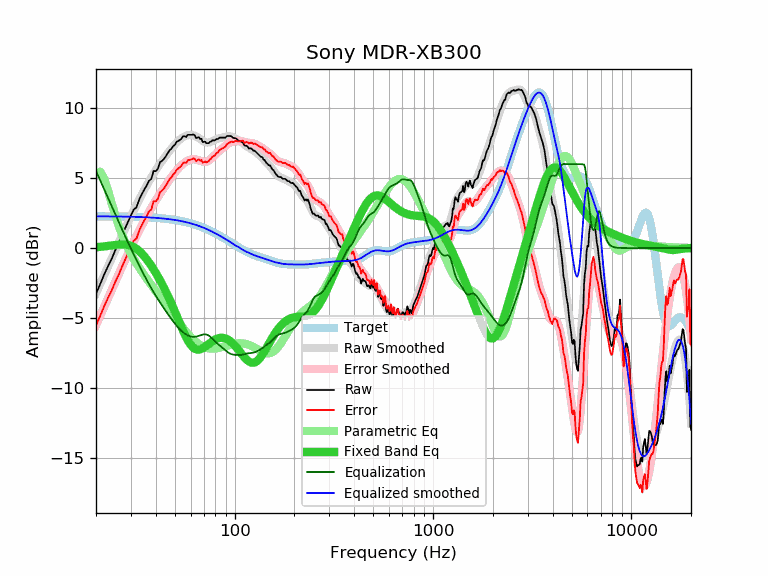 Sony MDR-XB300
Amplitude (dBr)
10
5
0
−5
−10
−15
Target
Raw Smoothed
Error Smoothed
Raw
Error
Parametric Eq
Fixed Band Eq
Equalization
Equalized smoothed
100
1000
10000
Frequency (Hz)